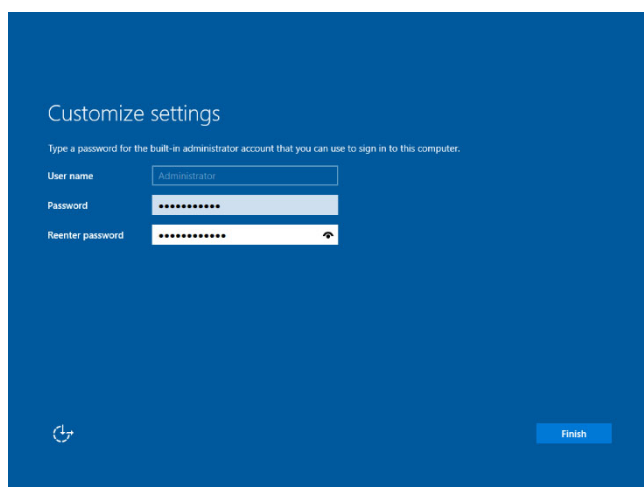 Customize settings
Type a password for the built-in administrator account that you can use to sign in to this computer.
User name Administrator
Password •••••••••••
Reenter password ••••••••••••
Finish